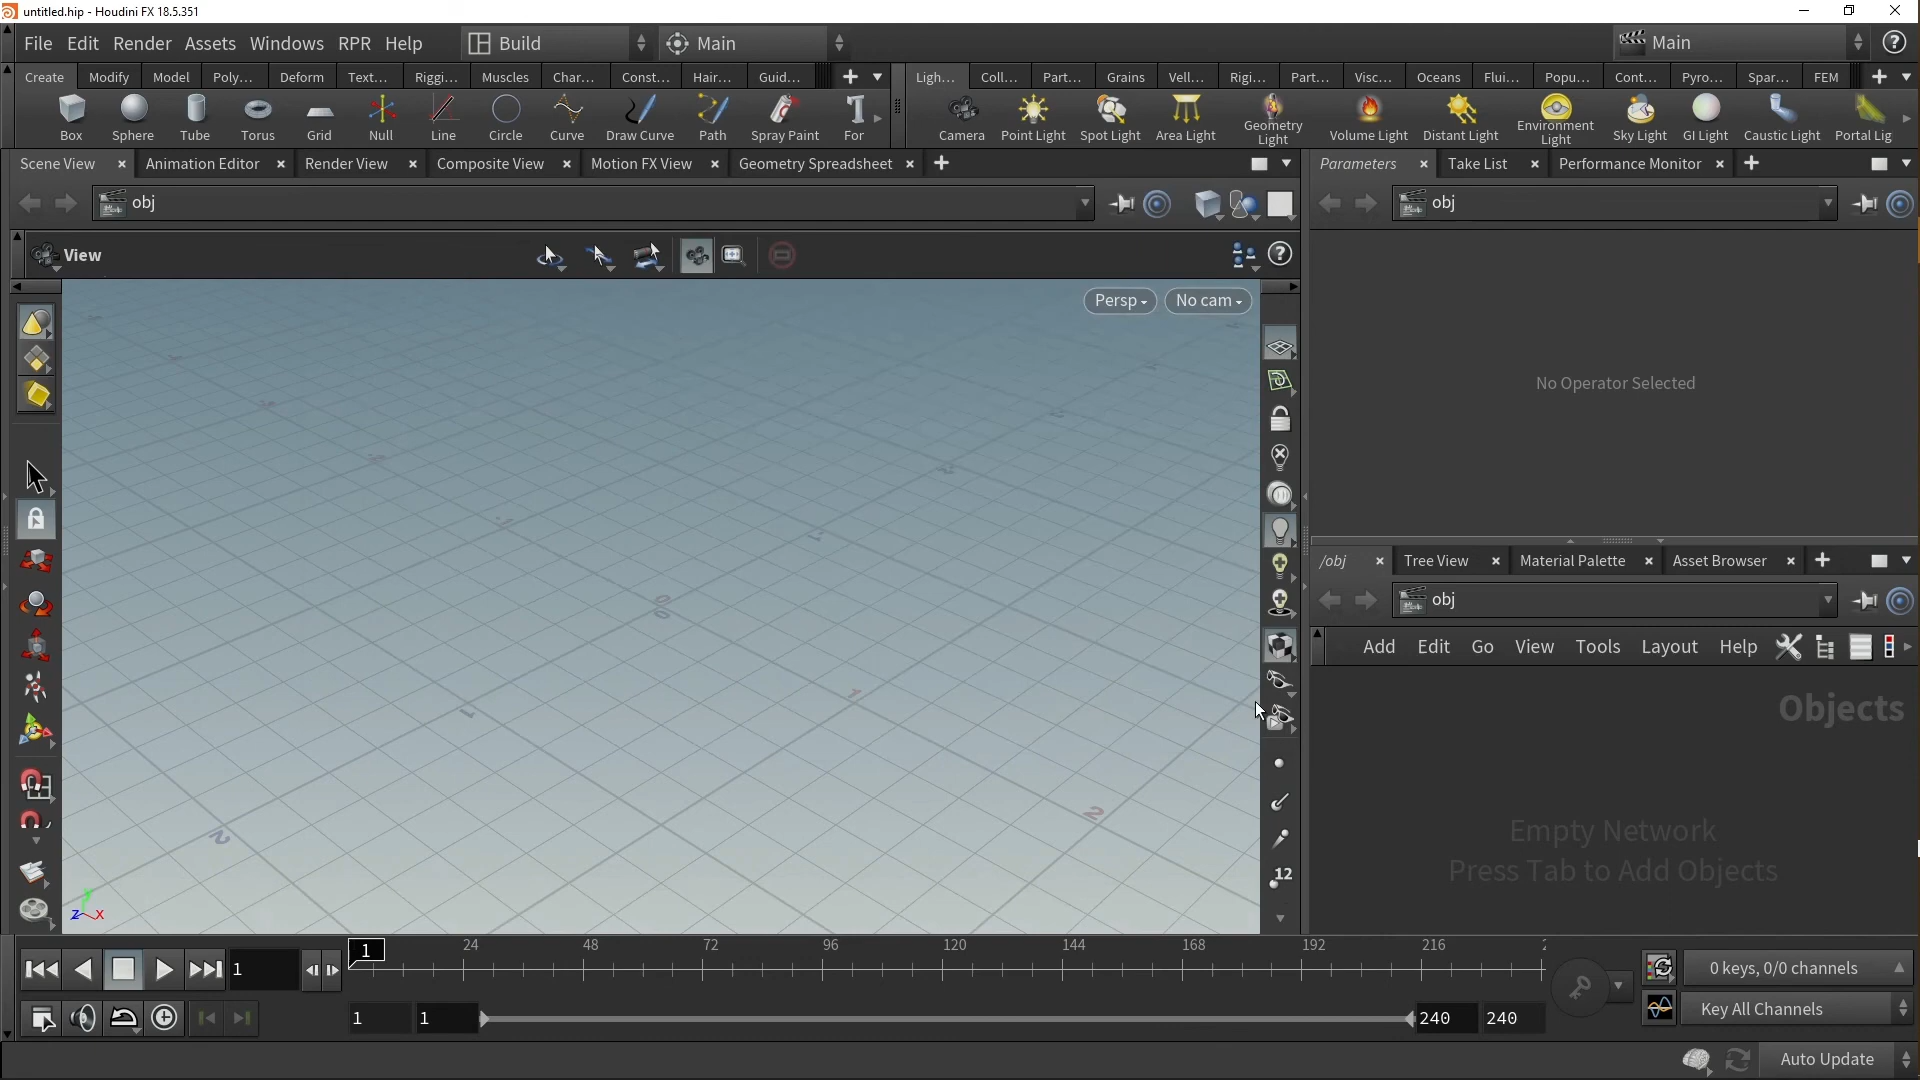 untitled.hip - Houdini FX 18.5.351
File Edit Render Assets Windows RPR Help Build Main Main
Create Modify Model Poly... Deform Text... Riggi... Muscles Char... Const... Hair... Guid... Ligh... Coll... Part... Grains Vell... Rigi... Part... Visc... Oceans Flui... Popu... Cont... Pyro... Spar... FEM
Box Sphere Tube Torus Grid Null Line Circle Curve Draw Curve Path Spray Paint For Camera Point Light Spot Light Area Light Geometry Light Volume Light Distant Light Environment Light Sky Light GI Light Caustic Light Portal Lig
Scene View Animation Editor Render View Composite View Motion FX View Geometry Spreadsheet Parameters Take List Performance Monitor
obj obj
View
Persp No cam
No Operator Selected
/obj Tree View Material Palette Asset Browser
obj
Add Edit Go View Tools Layout Help
Objects
0 0
1 1
2 2
Empty Network
Press Tab to Add Objects
12
Y
Z X
1 24 48 72 96 120 144 168 192 216
1 0 keys, 0/0 channels
1 1 240 240 Key All Channels
Auto Update